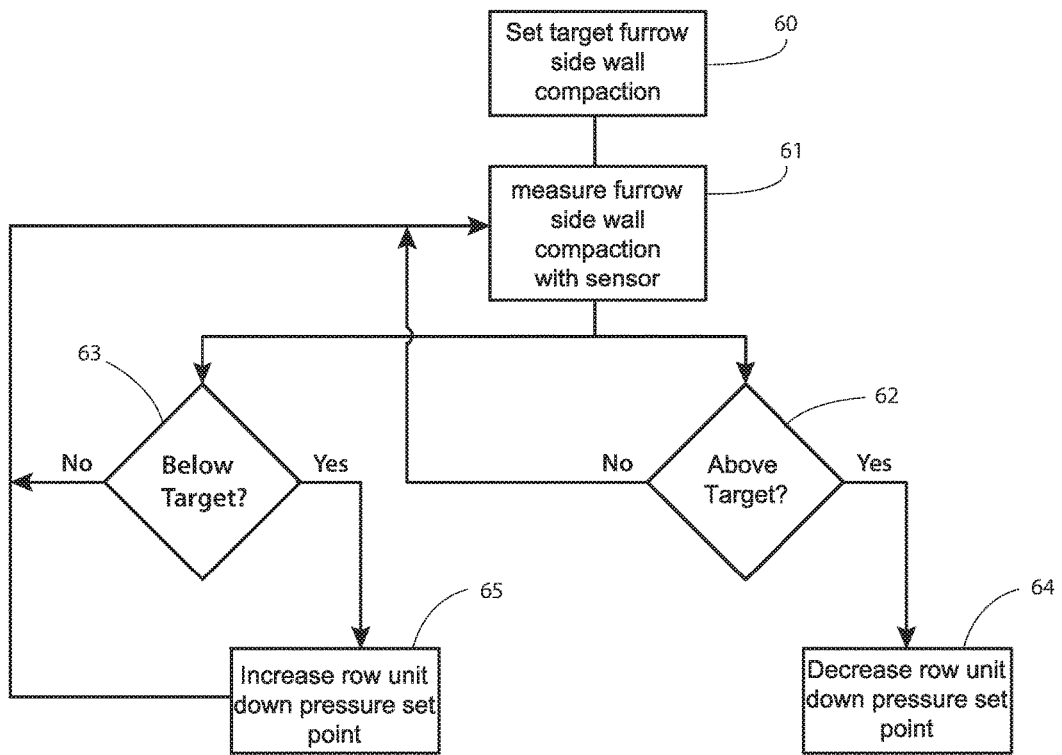 Set target furrow
side wall
compaction
60
measure furrow
side wall
compaction
with sensor
61
63
Below
Target?
No
Yes
62
Above
Target?
No
Yes
65
Increase row unit
down pressure set
point
64
Decrease row unit
down pressure set
point